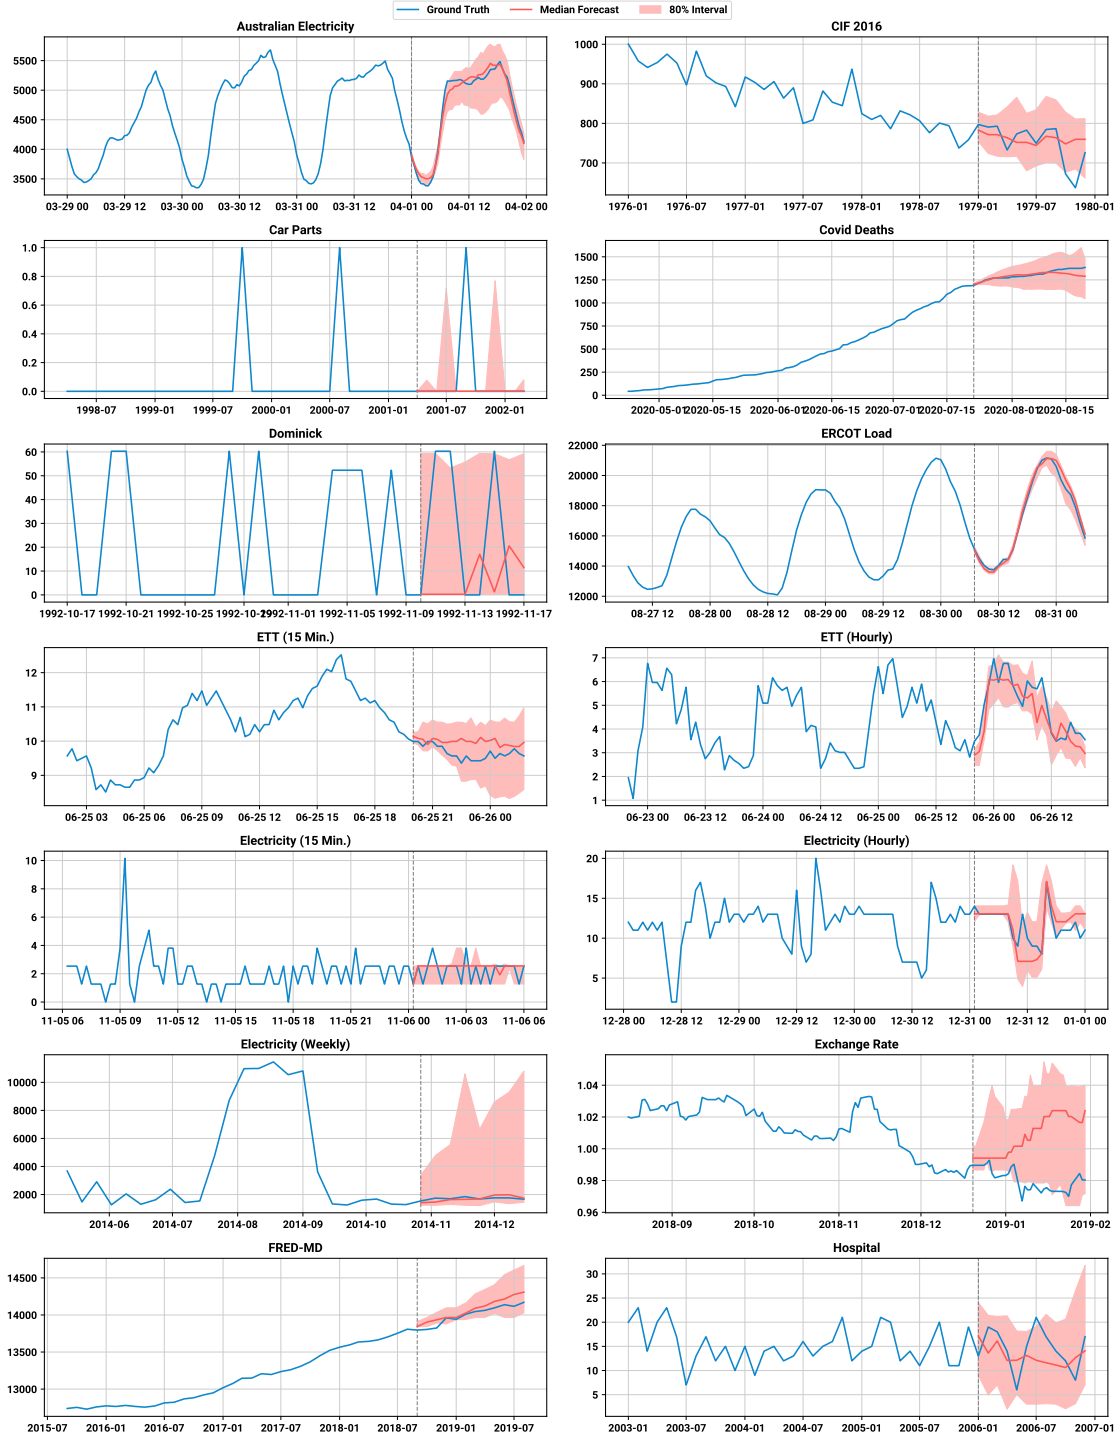 Ground Truth Median Forecast 80% Interval
Australian Electricity
5500
5000
4500
4000
3500
03-29 00 03-29 12 03-30 00 03-30 12 03-31 00 03-31 12 04-01 00 04-01 12 04-02 00
CIF 2016
1000
900
800
700
1976-01 1976-07 1977-01 1977-07 1978-01 1978-07 1979-01 1979-07 1980-01
Car Parts
1.0
0.8
0.6
0.4
0.2
0.0
1998-07 1999-01 1999-07 2000-01 2000-07 2001-01 2001-07 2002-01
Covid Deaths
1500
1250
1000
750
500
250
0
2020-05-01 2020-05-15 2020-06-01 2020-06-15 2020-07-01 2020-07-15 2020-08-01 2020-08-15
Dominick
60
50
40
30
20
10
0
1992-10-17 1992-10-21 1992-10-25 1992-10-29 1992-11-01 1992-11-05 1992-11-09 1992-11-13 1992-11-17
ERCOT Load
22000
20000
18000
16000
14000
12000
08-27 12 08-28 00 08-28 12 08-29 00 08-29 12 08-30 00 08-30 12 08-31 00
ETT (15 Min.)
12
11
10
9
06-25 03 06-25 06 06-25 09 06-25 12 06-25 15 06-25 18 06-25 21 06-26 00
ETT (Hourly)
7
6
5
4
3
2
1
06-23 00 06-23 12 06-24 00 06-24 12 06-25 00 06-25 12 06-26 00 06-26 12
Electricity (15 Min.)
10
8
6
4
2
0
11-05 06 11-05 09 11-05 12 11-05 15 11-05 18 11-05 21 11-06 00 11-06 03 11-06 06
Electricity (Hourly)
20
15
10
5
12-28 00 12-28 12 12-29 00 12-29 12 12-30 00 12-30 12 12-31 00 12-31 12 01-01 00
Electricity (Weekly)
10000
8000
6000
4000
2000
2014-06 2014-07 2014-08 2014-09 2014-10 2014-11 2014-12
Exchange Rate
1.04
1.02
1.00
0.98
0.96
2018-09 2018-10 2018-11 2018-12 2019-01 2019-02
FRED-MD
14500
14000
13500
13000
2015-07 2016-01 2016-07 2017-01 2017-07 2018-01 2018-07 2019-01 2019-07
Hospital
30
25
20
15
10
5
2003-01 2003-07 2004-01 2004-07 2005-01 2005-07 2006-01 2006-07 2007-01